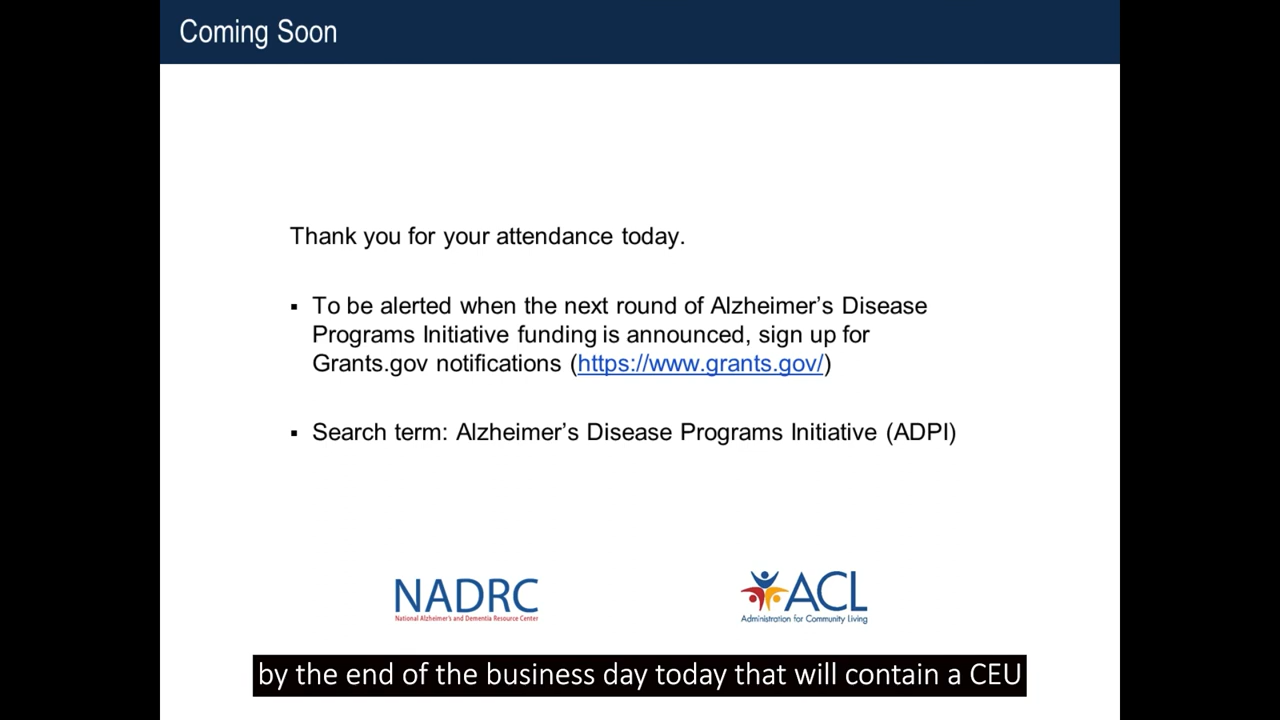 Coming Soon
Thank you for your attendance today.
▪ To be alerted when the next round of Alzheimer’s Disease
Programs Initiative funding is announced, sign up for
Grants.gov notifications (https://www.grants.gov/)
▪ Search term: Alzheimer’s Disease Programs Initiative (ADPI)
NADRC
National Alzheimer's and Dementia Resource Center
ACL
Administration for Community Living
by the end of the business day today that will contain a CEU